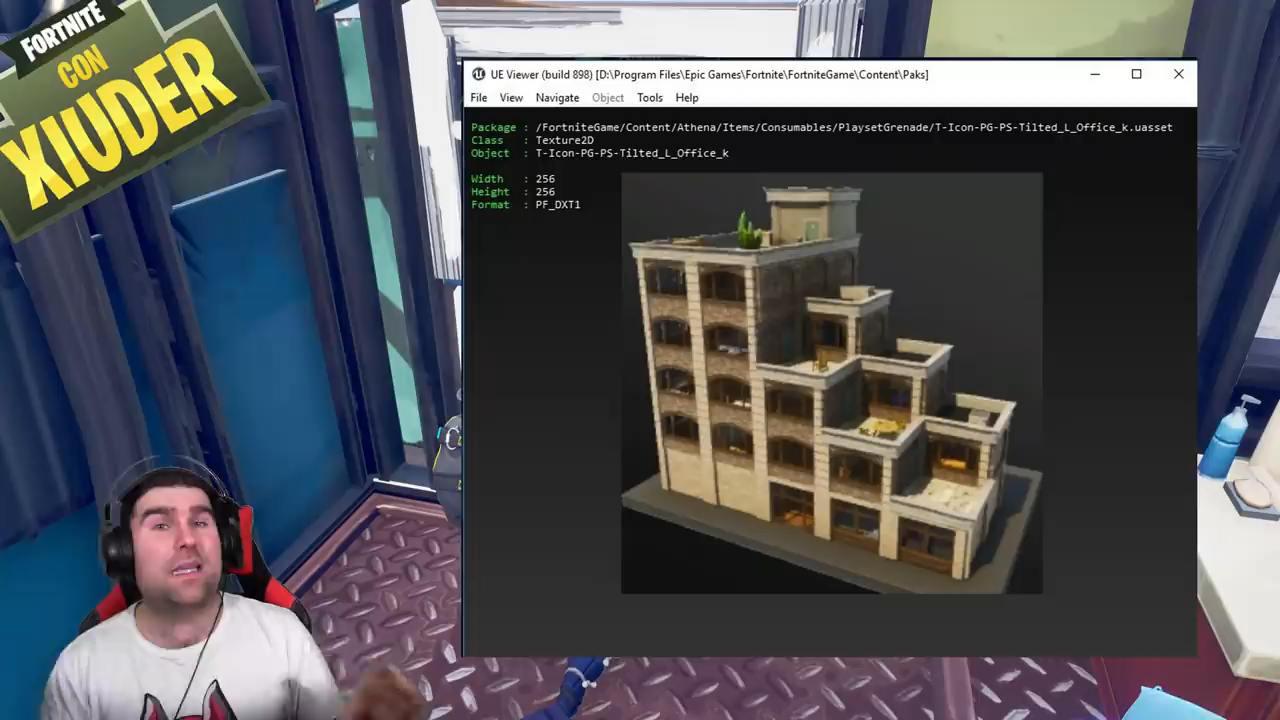 FORTNITE
CON
XIUDER
UE Viewer (build 898) [D:\Program Files\Epic Games\Fortnite\FortniteGame\Content\Paks]
File View Navigate Object Tools Help
Package : /FortniteGame/Content/Athena/Items/Consumables/PlaysetGrenade/T-Icon-PG-PS-Tilted_L_Office_k.uasset
Class : Texture2D
Object : T-Icon-PG-PS-Tilted_L_Office_k
Width : 256
Height : 256
Format : PF_DXT1